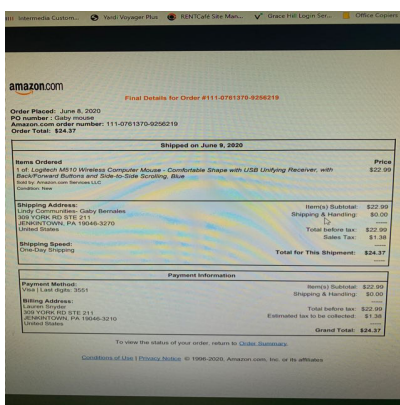 Intermedia Custom...
Yardi Voyager Plus
RENTCafé Site Man...
Grace Hill Login Ser...
Office Copiers
amazon.com
Final Details for Order #111-0761370-9256219
Order Placed: June 8, 2020
PO number : Gaby mouse
Amazon.com order number: 111-0761370-9256219
Order Total: $24.37
Shipped on June 9, 2020
Items Ordered Price
1 of: Logitech M510 Wireless Computer Mouse - Comfortable Shape with USB Unifying Receiver, with $22.99
Back/Forward Buttons and Side-to-Side Scrolling, Blue
Sold by: Amazon.com Services LLC
Condition: New
Shipping Address:
Lindy Communities- Gaby Bernales
309 YORK RD STE 211
JENKINTOWN, PA 19046-3270
United States
Shipping Speed:
One-Day Shipping
Item(s) Subtotal: $22.99
Shipping & Handling: $0.00
Total before tax: $22.99
Sales Tax: $1.38
Total for This Shipment: $24.37
Payment Information
Payment Method:
Visa | Last digits: 3551
Billing Address:
Lauren Snyder
309 YORK RD STE 211
JENKINTOWN, PA 19046-3270
United States
Item(s) Subtotal: $22.99
Shipping & Handling: $0.00
Total before tax: $22.99
Estimated tax to be collected: $1.38
Grand Total: $24.37
To view the status of your order, return to Order Summary.
Conditions of Use | Privacy Notice © 1996-2020, Amazon.com, Inc. or its affiliates